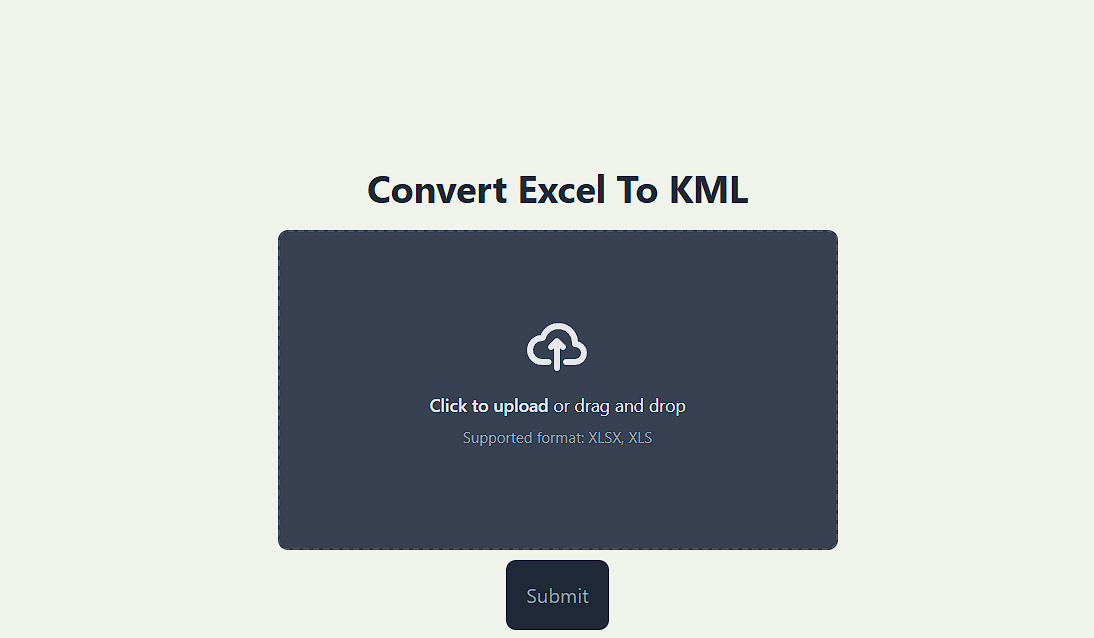 Convert Excel To KML
Click to upload or drag and drop
Supported format: XLSX, XLS
Submit